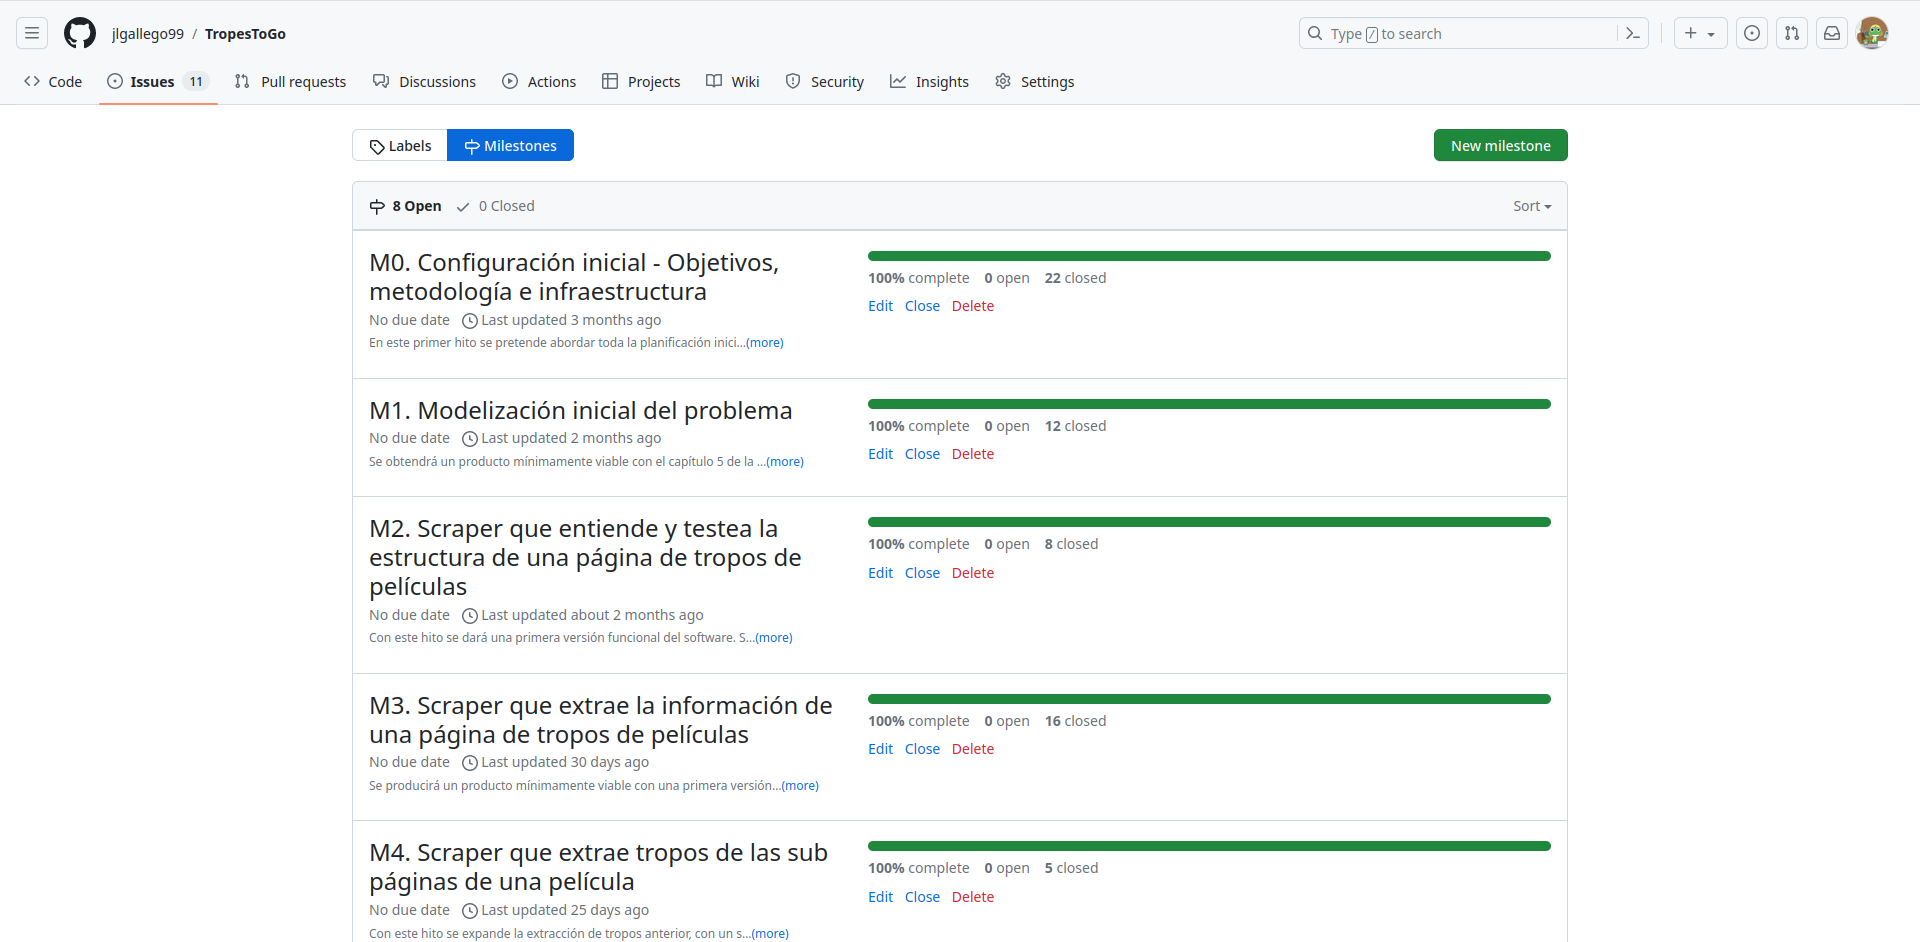 jlgallego99 / TropesToGo
Type / to search
Code Issues 11 Pull requests Discussions Actions Projects Wiki Security Insights Settings
Labels Milestones New milestone
8 Open 0 Closed Sort
M0. Configuración inicial - Objetivos,
metodología e infraestructura
No due date Last updated 3 months ago
En este primer hito se pretende abordar toda la planificación inici...(more)
100% complete 0 open 22 closed
Edit Close Delete
M1. Modelización inicial del problema
No due date Last updated 2 months ago
Se obtendrá un producto mínimamente viable con el capítulo 5 de la ...(more)
100% complete 0 open 12 closed
Edit Close Delete
M2. Scraper que entiende y testea la
estructura de una página de tropos de
películas
No due date Last updated about 2 months ago
Con este hito se dará una primera versión funcional del software. S...(more)
100% complete 0 open 8 closed
Edit Close Delete
M3. Scraper que extrae la información de
una página de tropos de películas
No due date Last updated 30 days ago
Se producirá un producto mínimamente viable con una primera versión...(more)
100% complete 0 open 16 closed
Edit Close Delete
M4. Scraper que extrae tropos de las sub
páginas de una película
No due date Last updated 25 days ago
Con este hito se expande la extracción de tropos anterior, con un s...(more)
100% complete 0 open 5 closed
Edit Close Delete